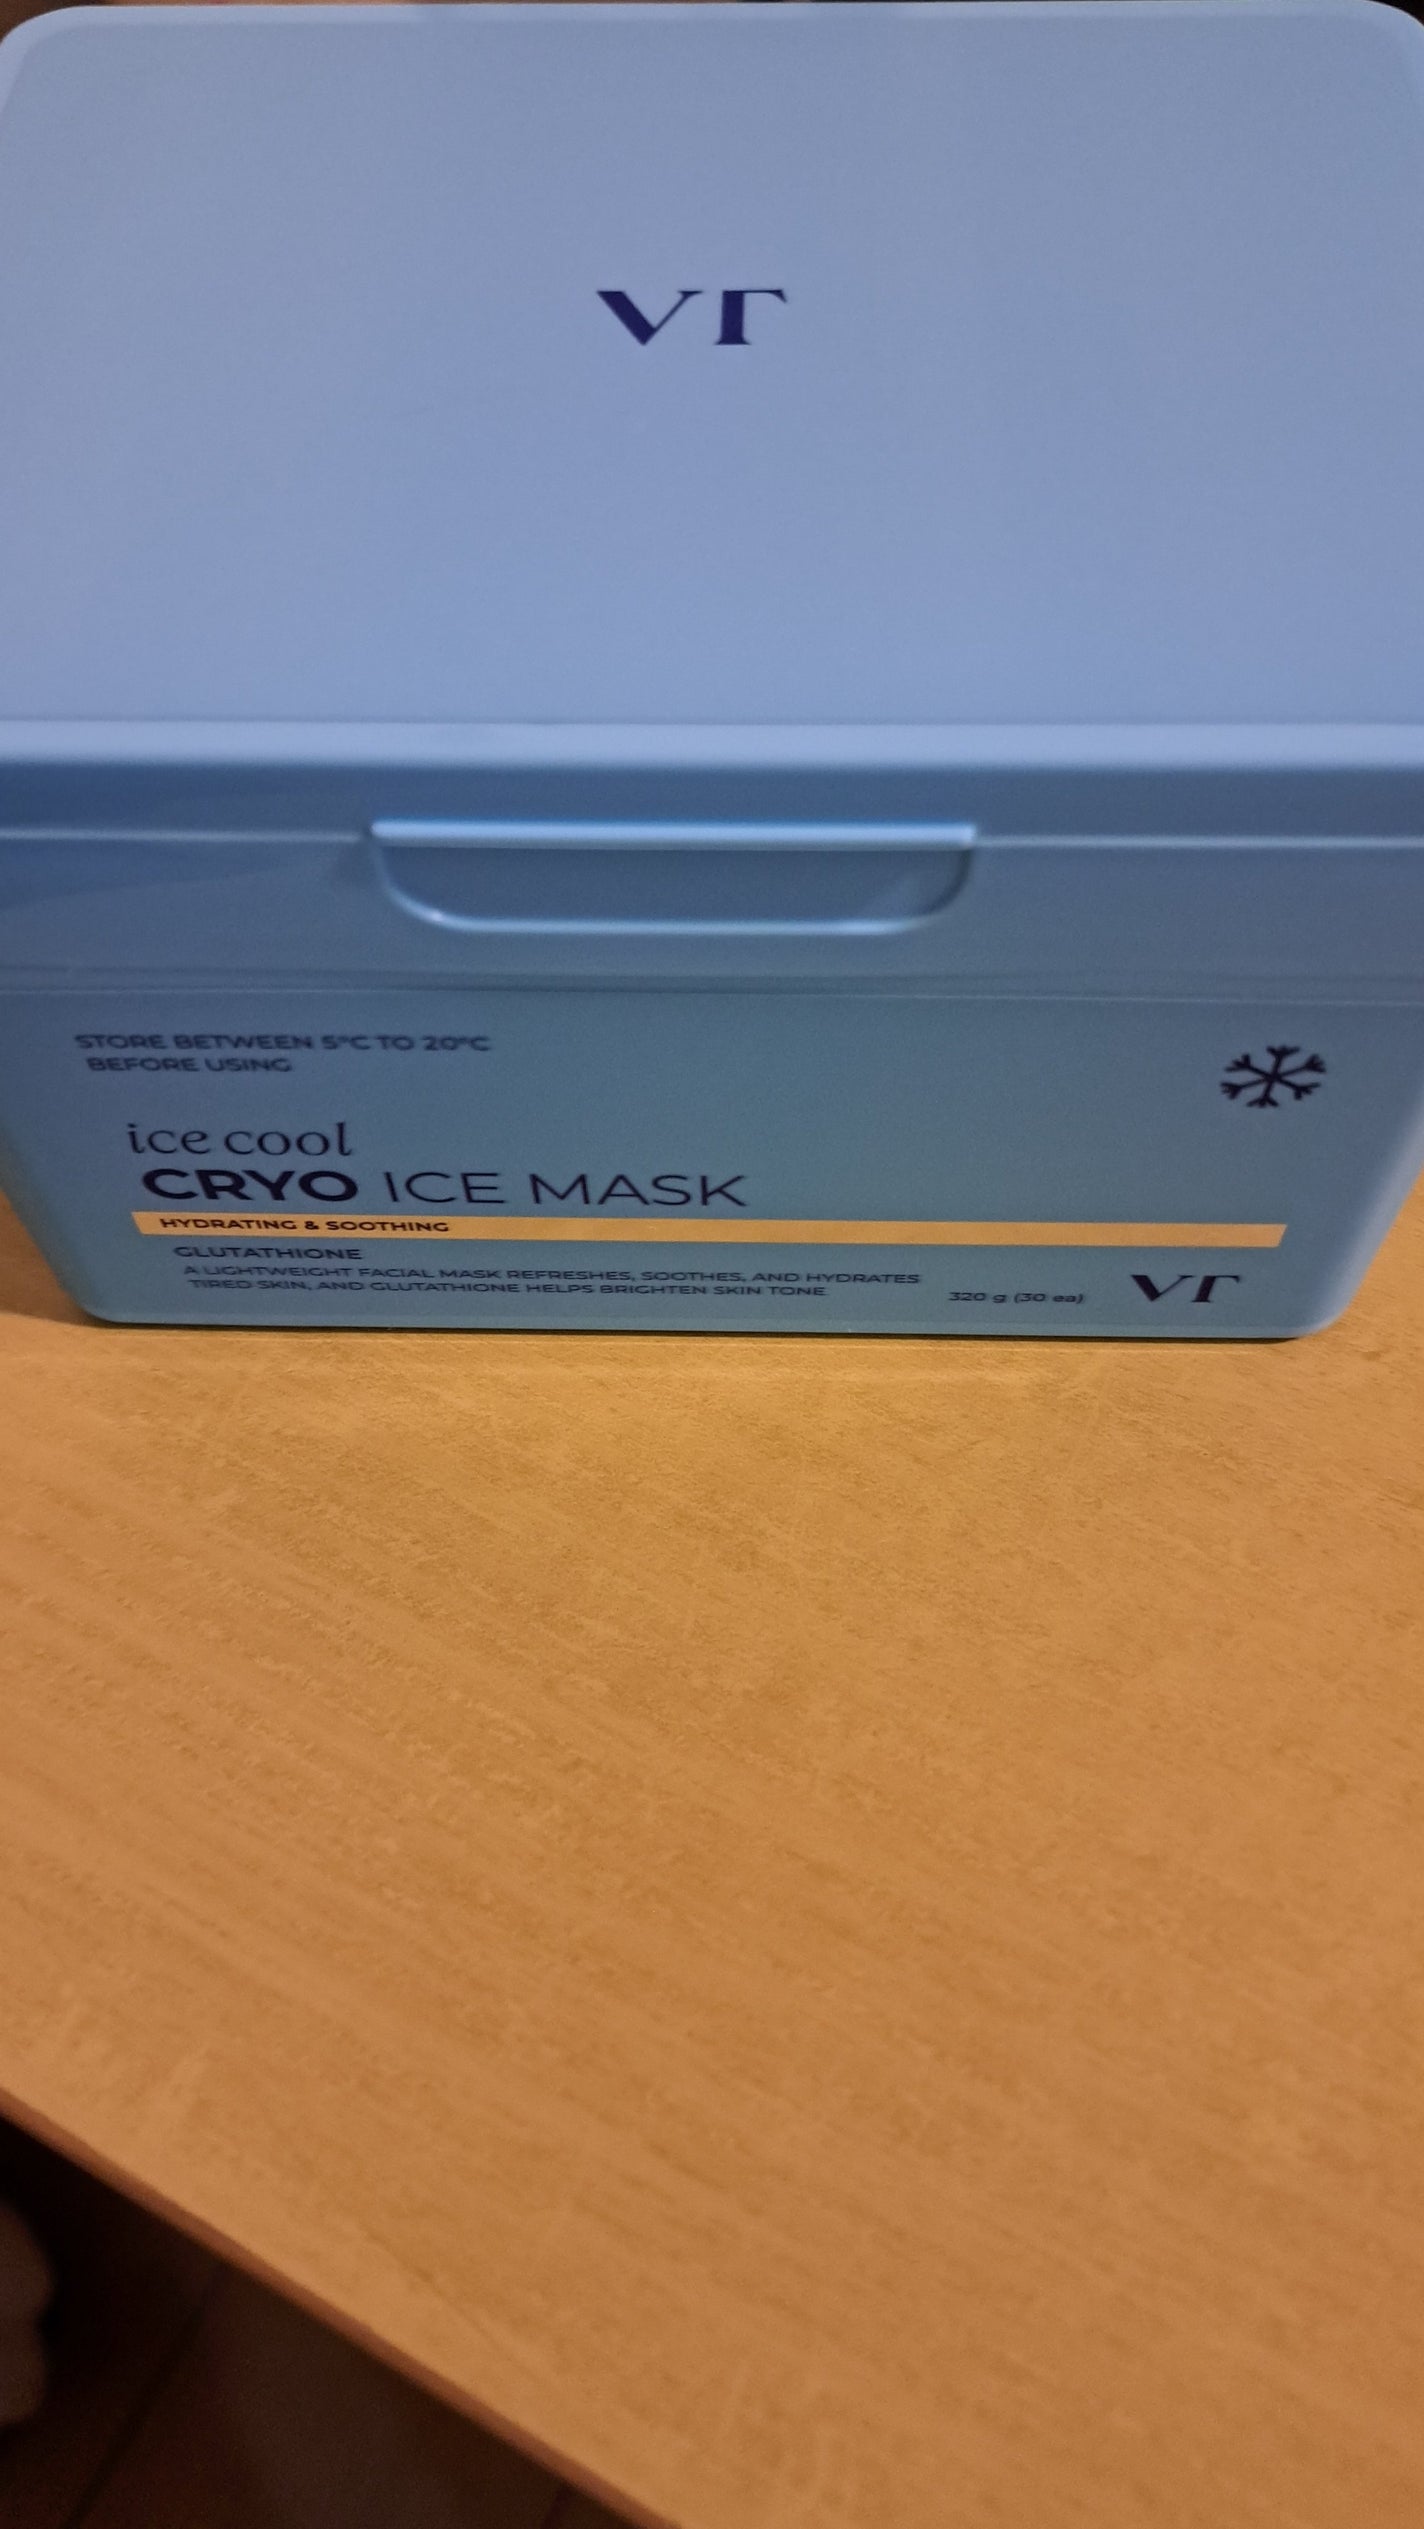 VT
STORE BETWEEN 5°C TO 20°C
BEFORE USING
ice cool
CRYO ICE MASK
HYDRATING & SOOTHING
GLUTATHIONE
A LIGHTWEIGHT FACIAL MASK REFRESHES, SOOTHES, AND HYDRATES
TIRED SKIN, AND GLUTATHIONE HELPS BRIGHTEN SKIN TONE
320 g (30 ea)
VT